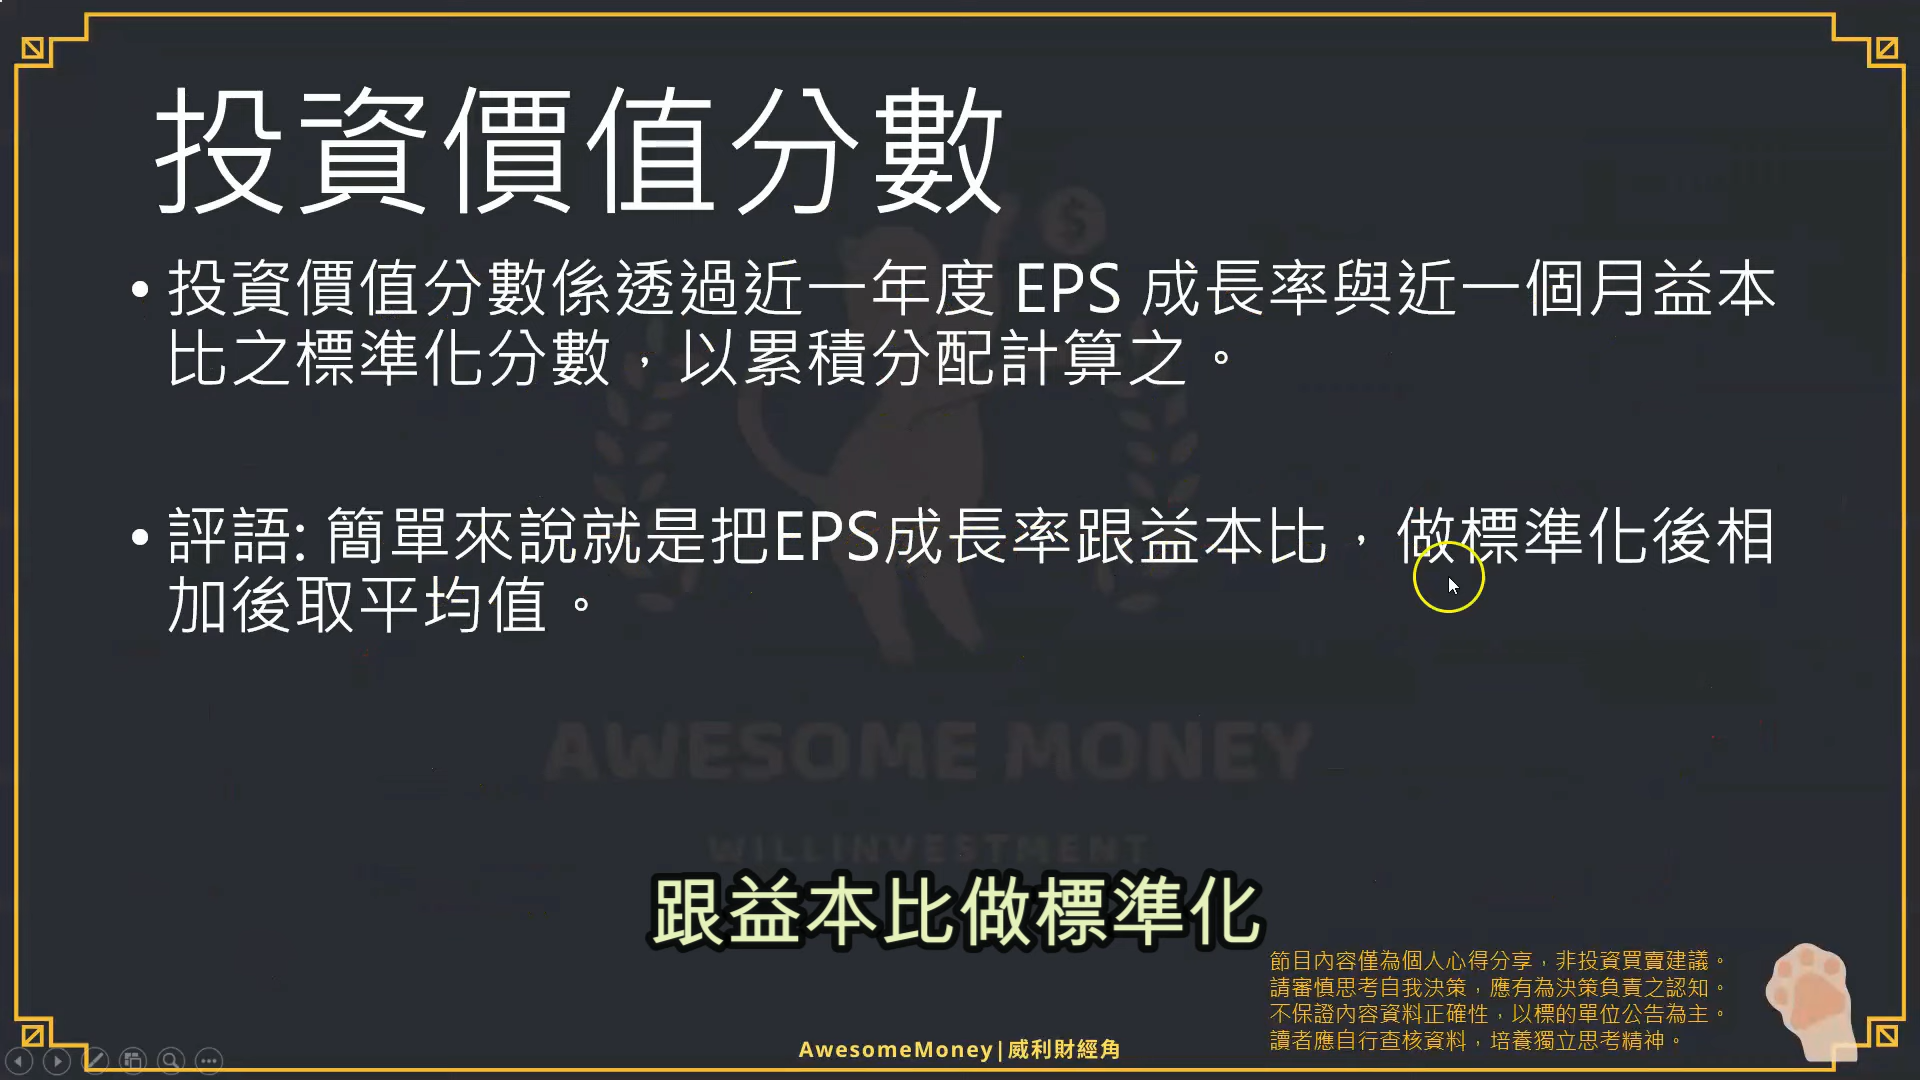 投資價值分數
• 投資價值分數係透過近一年度 EPS 成長率與近一個月益本
比之標準化分數，以累積分配計算之。
• 評語: 簡單來說就是把EPS成長率跟益本比，做標準化後相
加後取平均值。
AWESOME MONEY
WILLINVESTMENT
跟益本比做標準化
節目內容僅為個人心得分享，非投資買賣建議。
請審慎思考自我決策，應有為決策負責之認知。
不保證內容資料正確性，以標的單位公告為主。
讀者應自行查核資料，培養獨立思考精神。
AwesomeMoney|威利財經角